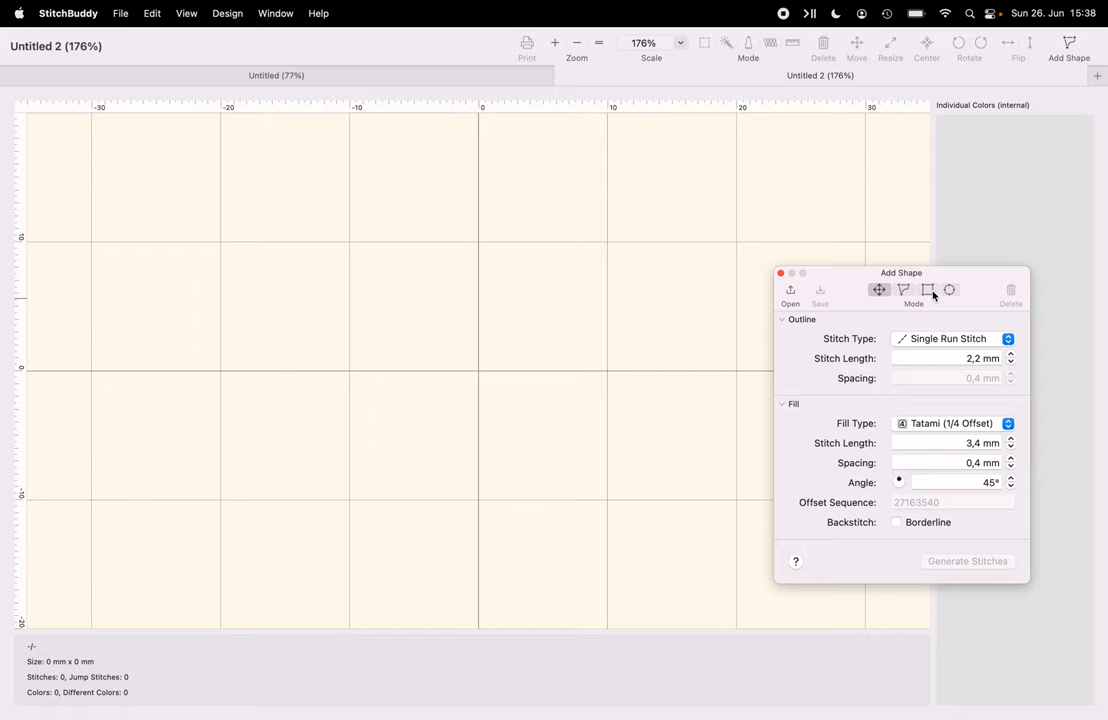 StitchBuddy File Edit View Design Window Help Sun 26. Jun 15:38
Untitled 2 (176%)
176%
Print Zoom Scale Mode Delete Move Resize Center Rotate Flip Add Shape
Untitled (77%) Untitled 2 (176%) +
-30 -20 -10 0 10 20 30
Individual Colors (internal)
10
0
-10
-20
Add Shape
Open Save Mode Delete
Outline
Stitch Type: Single Run Stitch
Stitch Length: 2,2 mm
Spacing: 0,4 mm
Fill
Fill Type: 4 Tatami (1/4 Offset)
Stitch Length: 3,4 mm
Spacing: 0,4 mm
Angle: 45°
Offset Sequence: 27163540
Backstitch: Borderline
? Generate Stitches
-/-
Size: 0 mm x 0 mm
Stitches: 0, Jump Stitches: 0
Colors: 0, Different Colors: 0